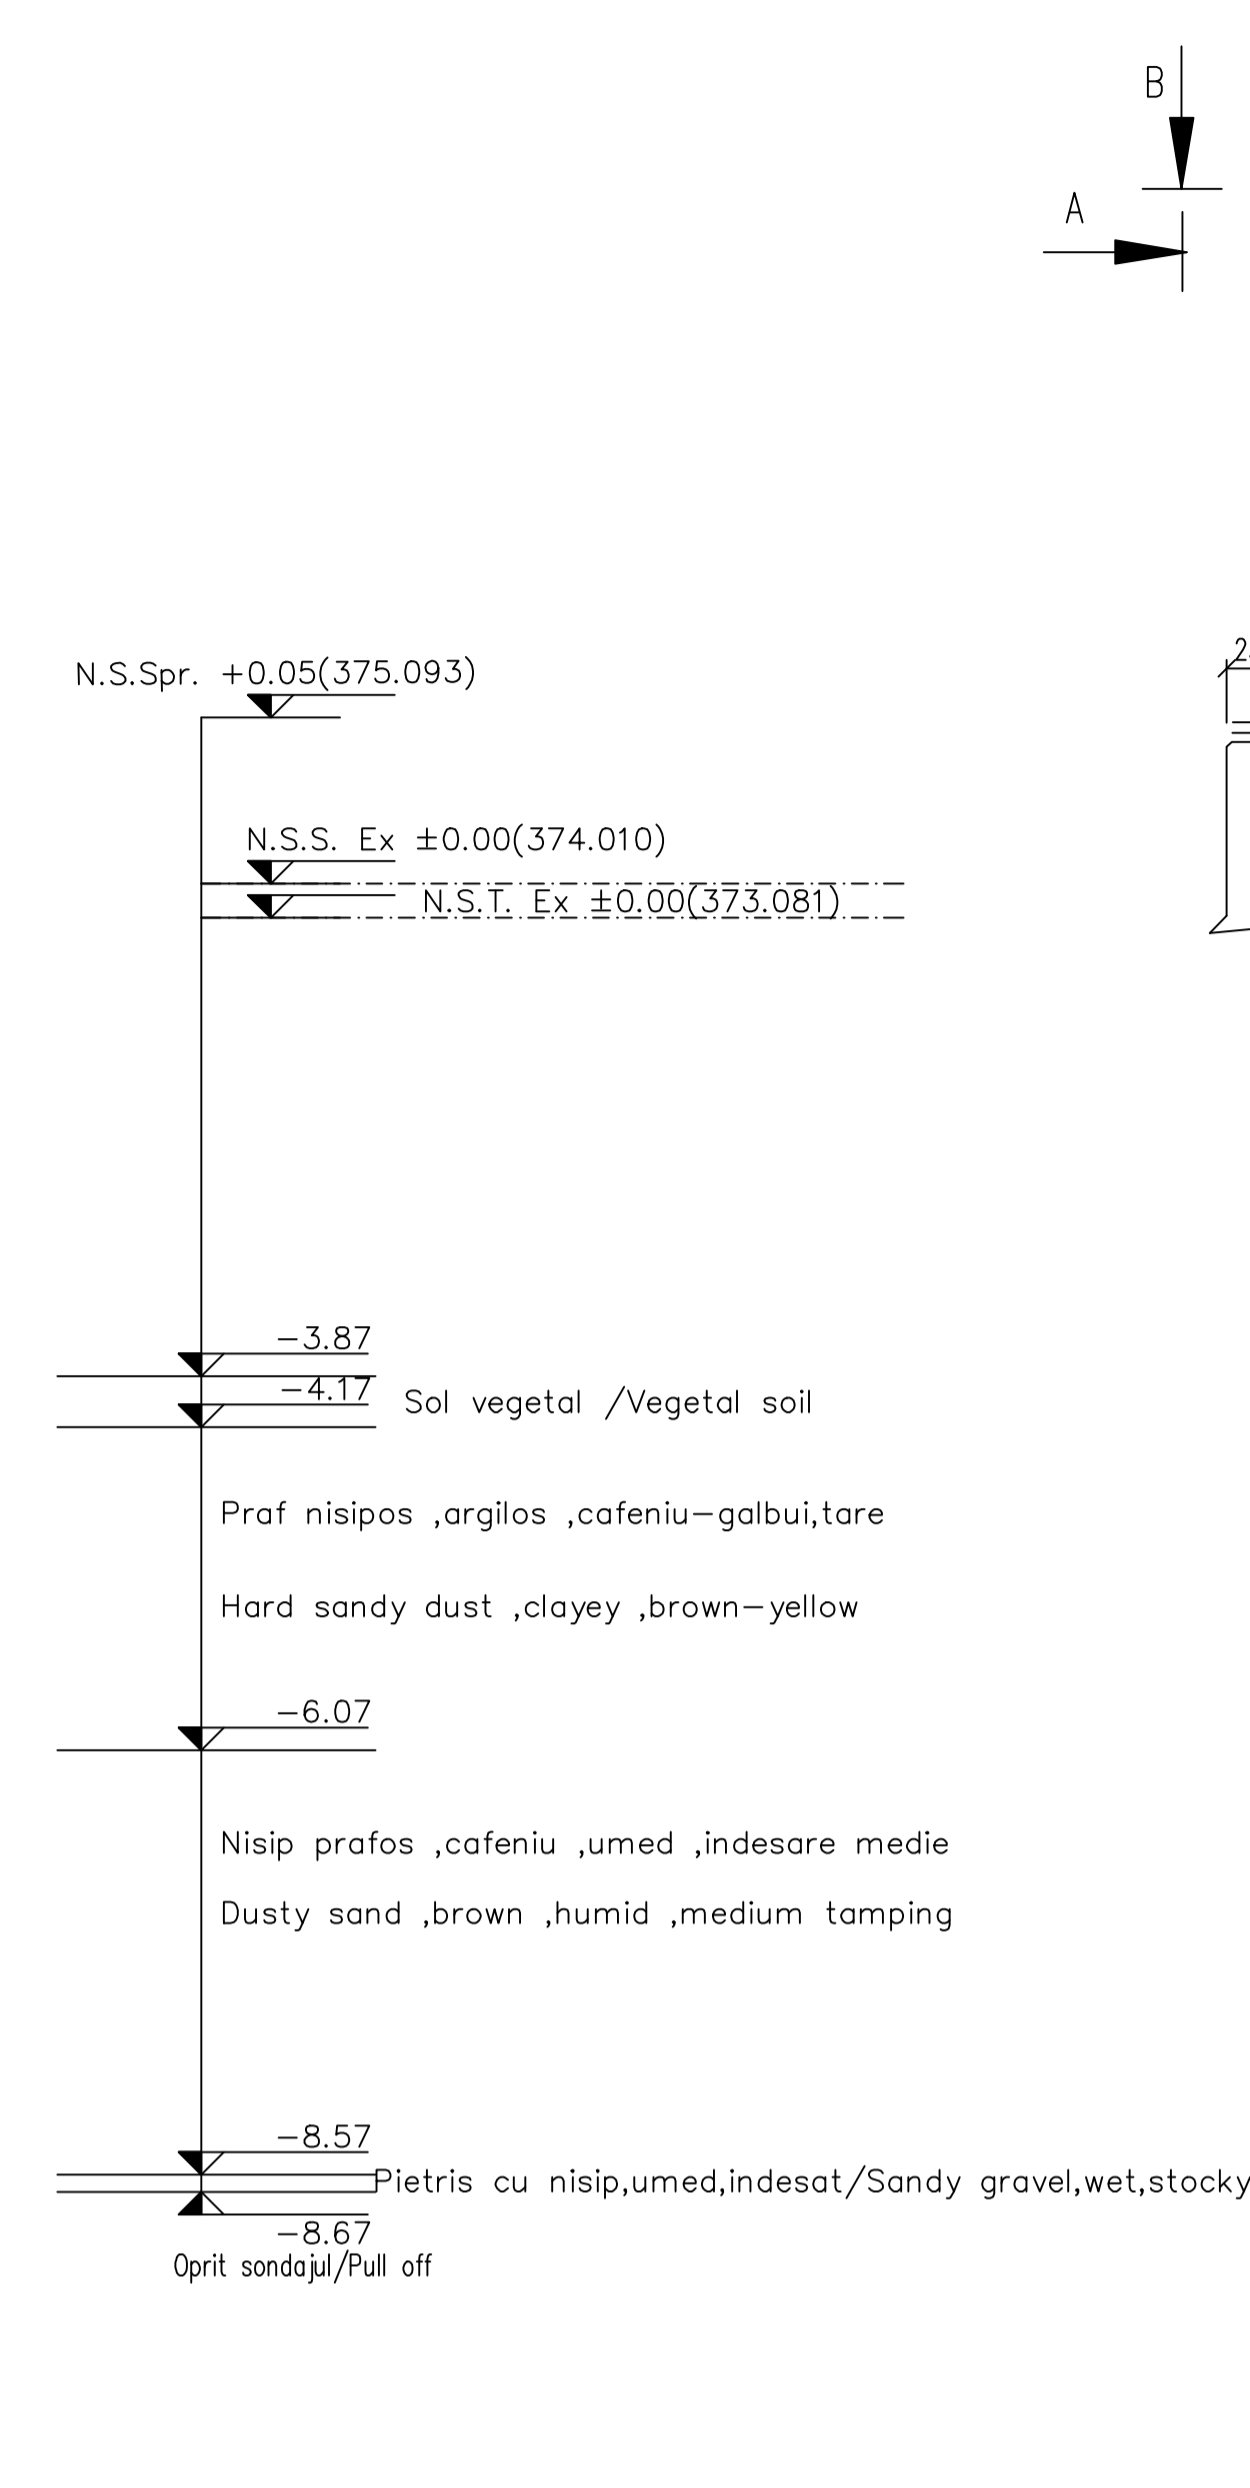 B
A
N.S.Spr. +0.05(375.093)
N.S.S. Ex ±0.00(374.010)
N.S.T. Ex ±0.00(373.081)
-3.87
-4.17
Sol vegetal /Vegetal soil
Praf nisipos ,argilos ,cafeniu-galbui,tare
Hard sandy dust ,clayey ,brown-yellow
-6.07
Nisip prafos ,cafeniu ,umed ,indesare medie
Dusty sand ,brown ,humid ,medium tamping
-8.57
Pietris cu nisip,umed,indesat/Sandy gravel,wet,stocky
-8.67
Oprit sondajul/Pull off